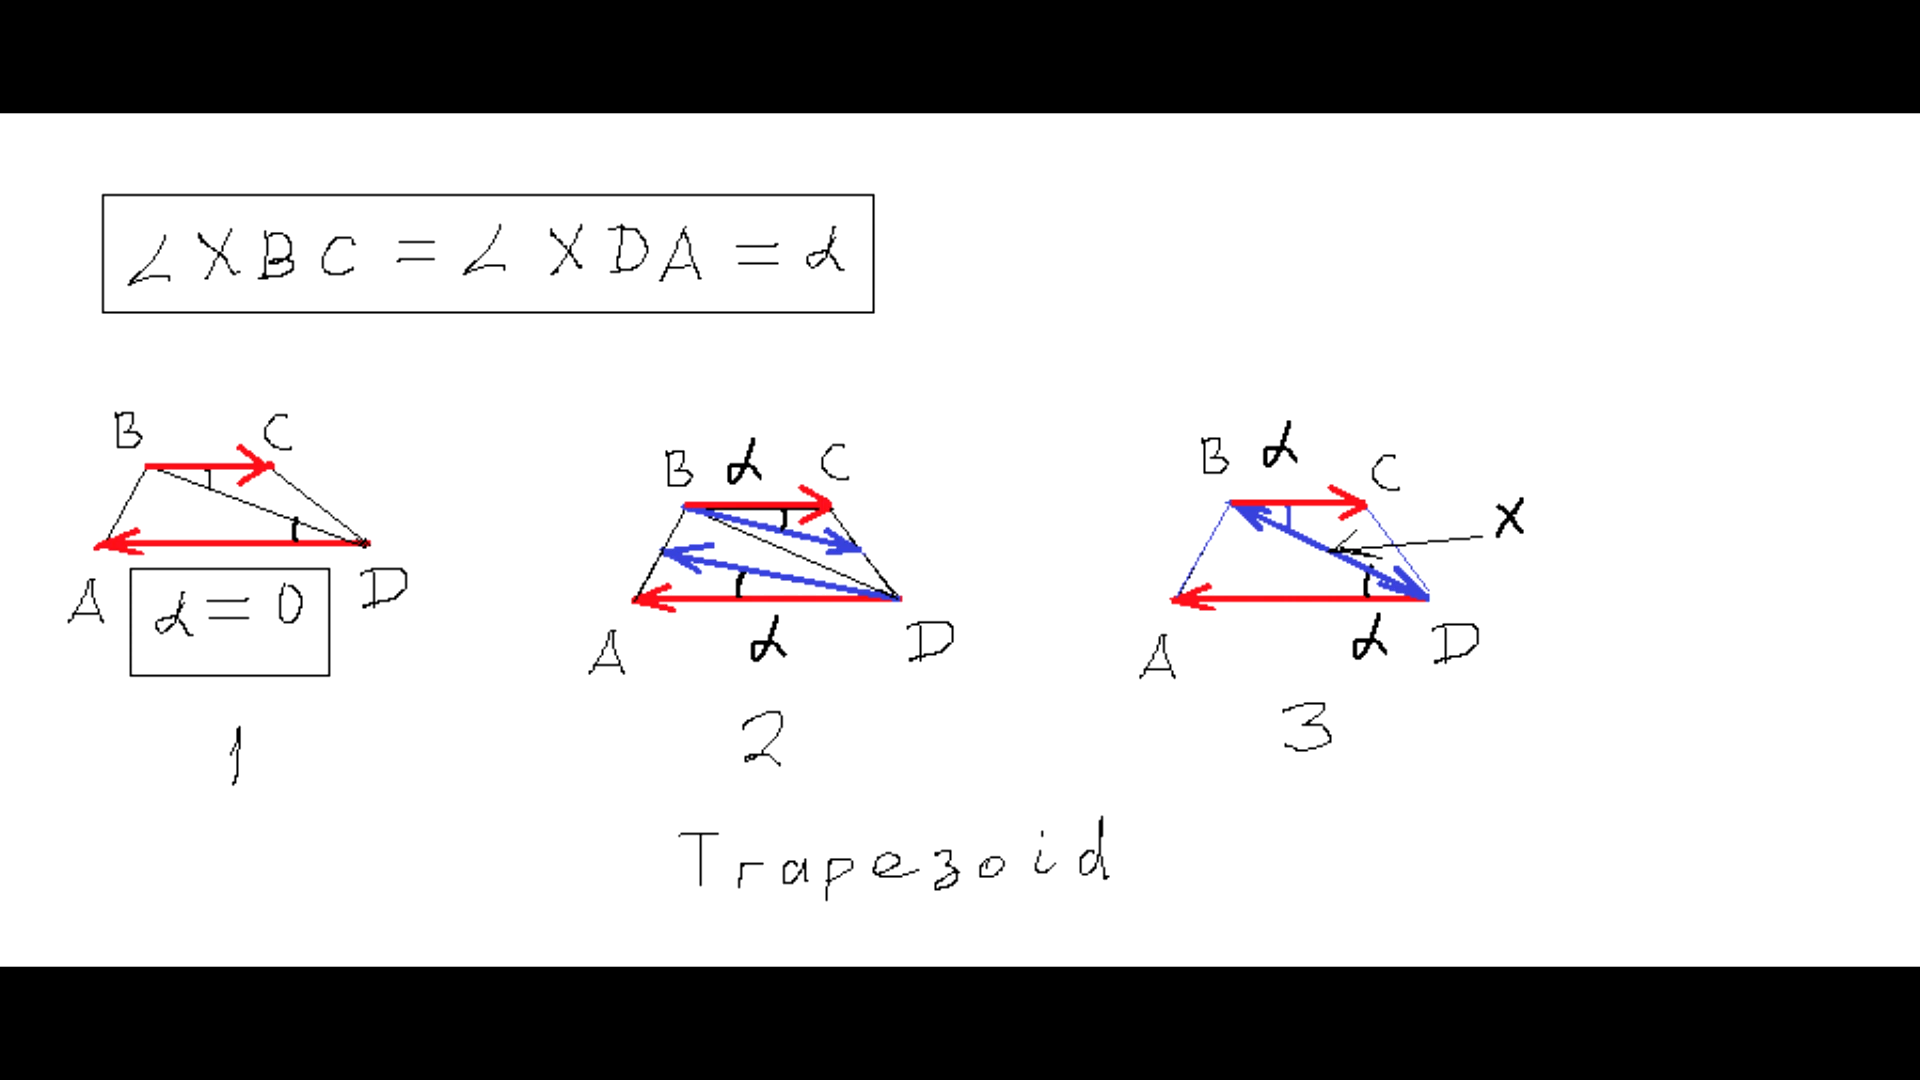 ∠XBC = ∠XDA = α
B C
A D
α = 0
1
B α C
A α D
2
B α C
X
A α D
3
Trapezoid